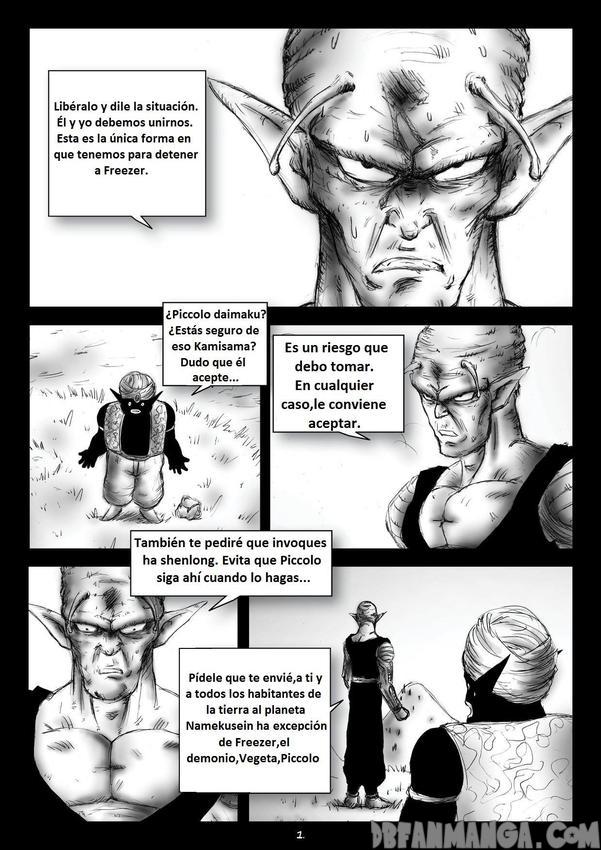 Libéralo y dile la situación.
Él y yo debemos unirnos.
Esta es la única forma en
que tenemos para detener
a Freezer.
¿Piccolo daimaku?
¿Estás seguro de
eso Kamisama?
Dudo que él
acepte...
Es un riesgo que
debo tomar.
En cualquier
caso,le conviene
aceptar.
También te pediré que invoques
ha shenlong. Evita que Piccolo
siga ahí cuando lo hagas...
Pídele que te envié,a ti y
a todos los habitantes de
la tierra al planeta
Namekusein ha excepción
de Freezer,el
demonio,Vegeta,Piccolo
1.
DBFANMANGA.COM